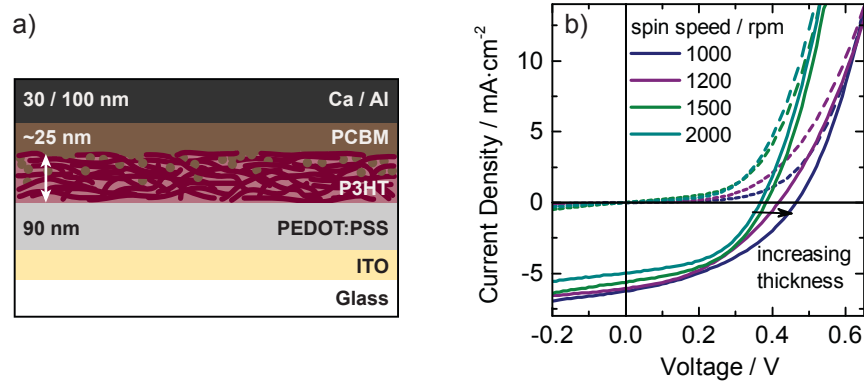 a)
30 / 100 nm Ca / Al
~25 nm PCBM
P3HT
90 nm PEDOT:PSS
ITO
Glass
b)
spin speed / rpm
1000
1200
1500
2000
10
5
0
-5
increasing
thickness
-0.2 0.0 0.2 0.4 0.6
Current Density / mA·cm⁻²
Voltage / V